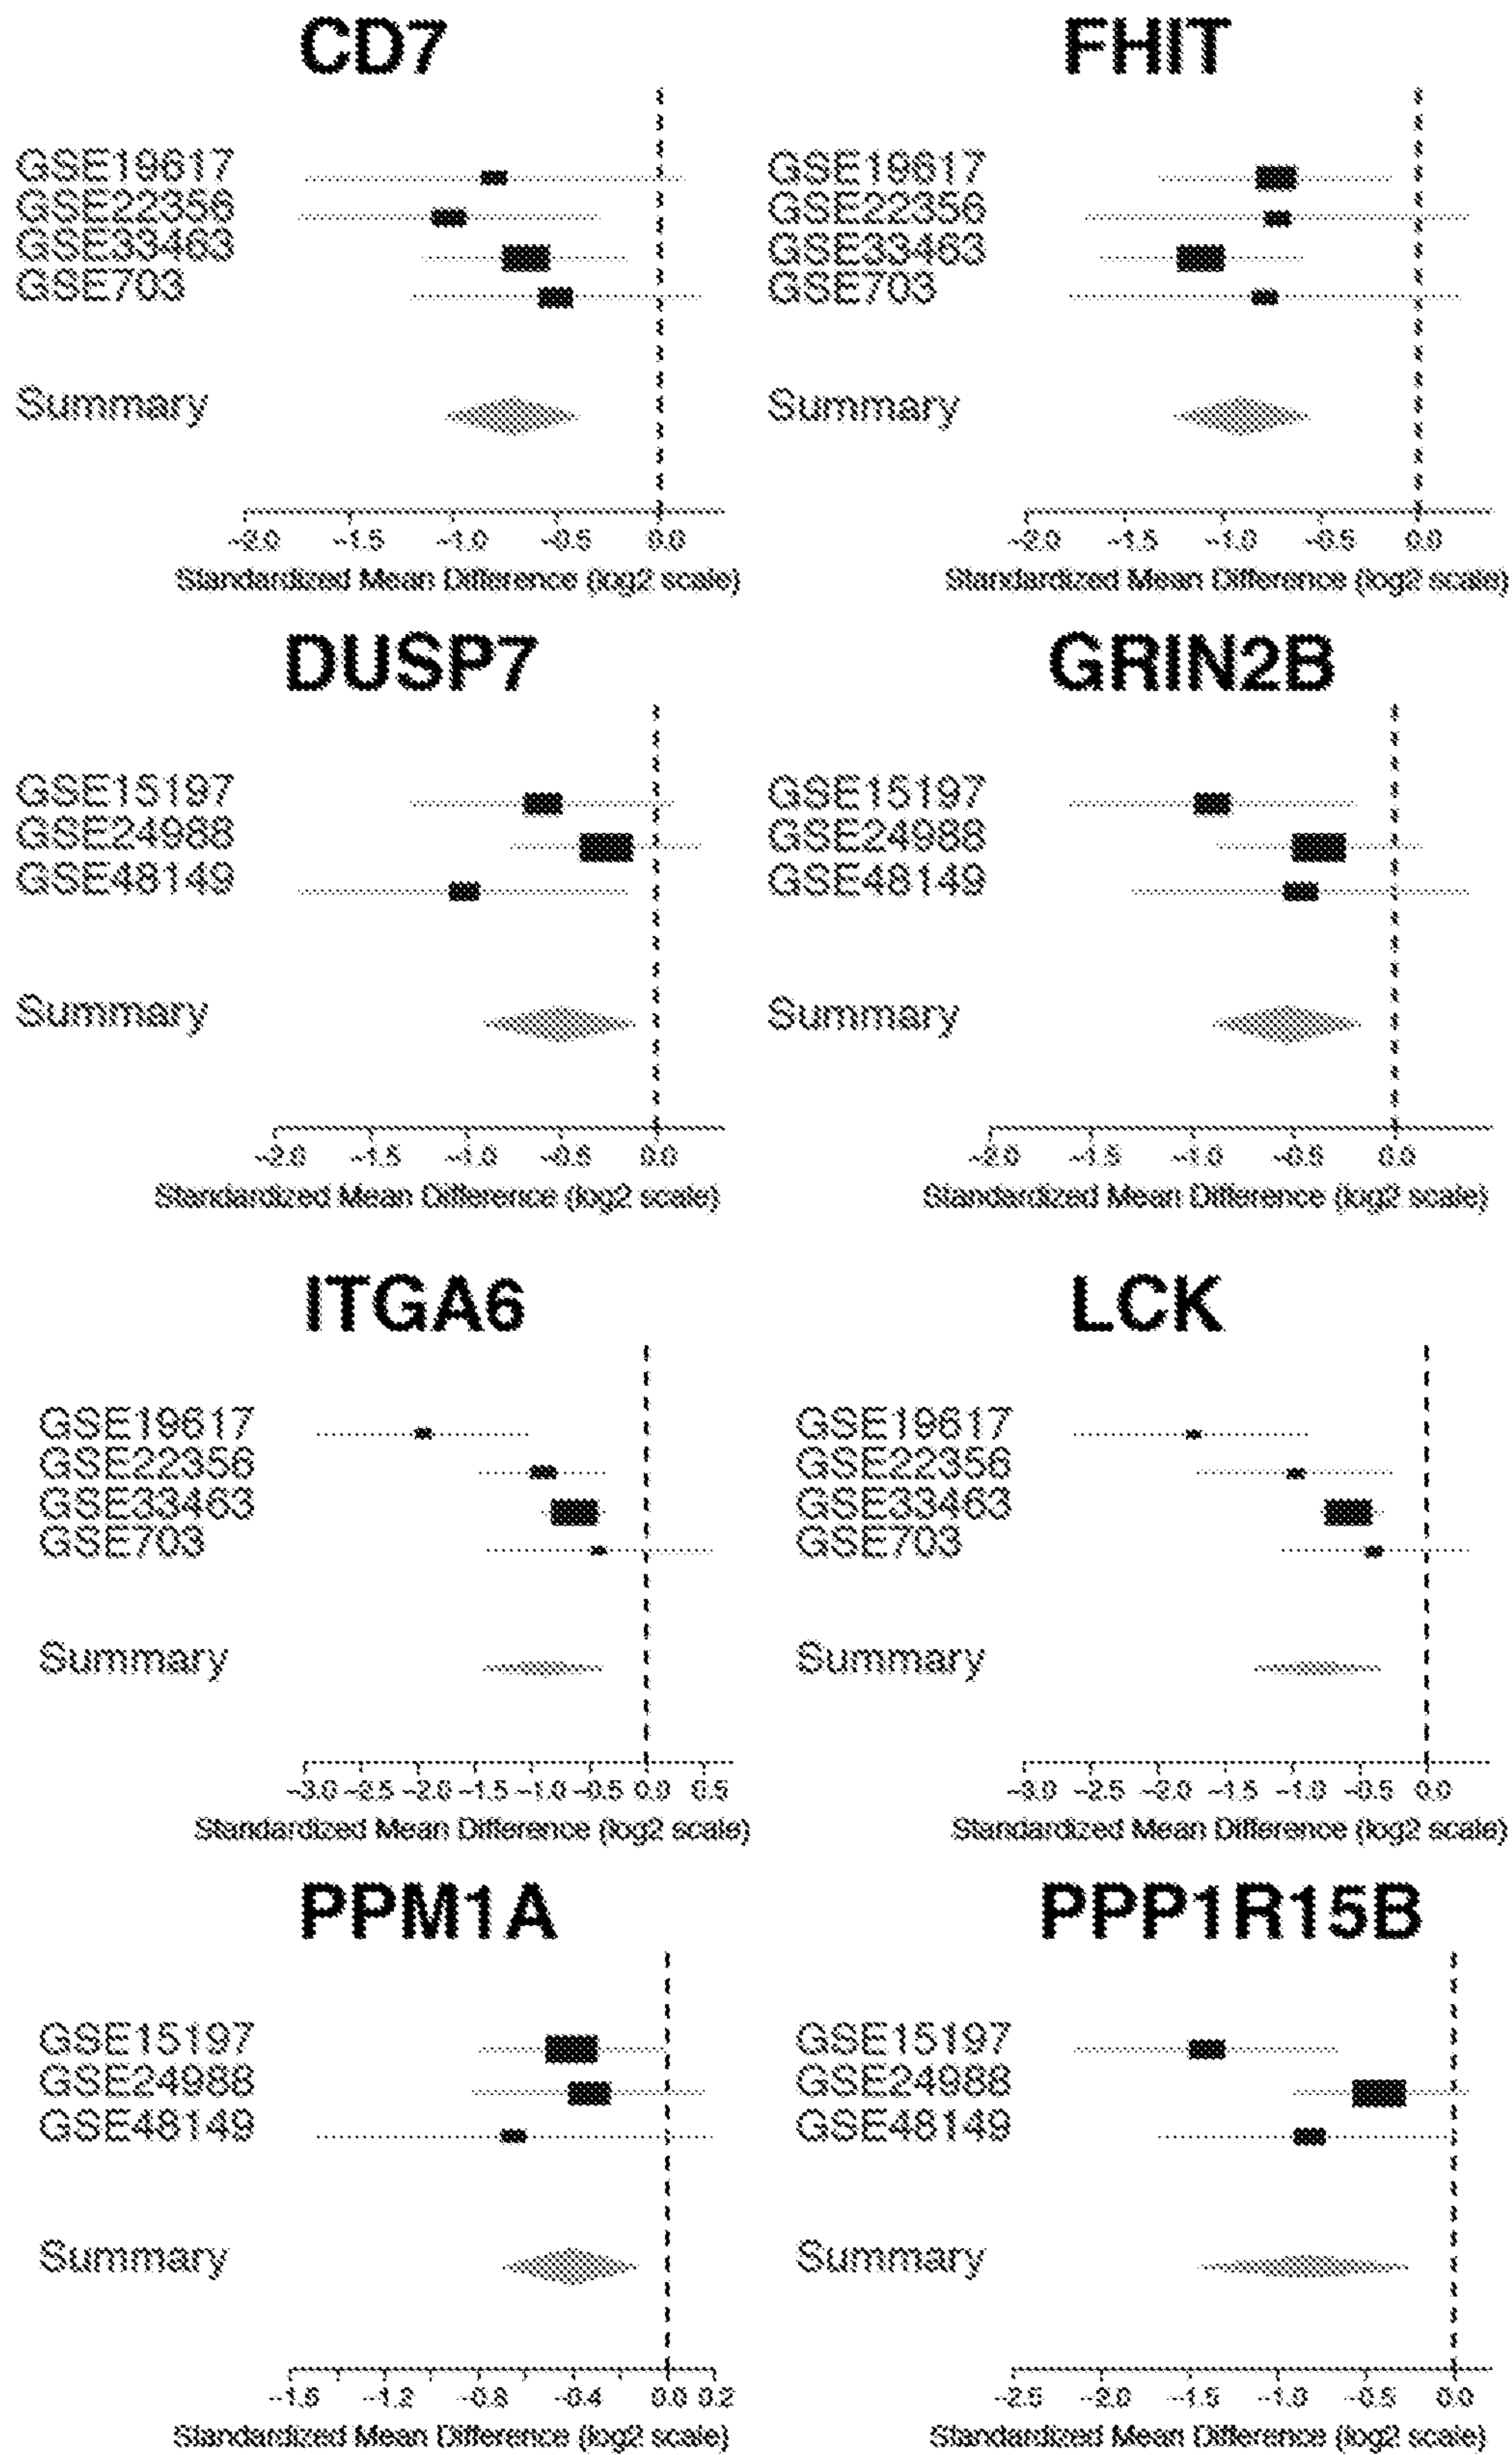 CD7
GSE19617
GSE22356
GSE33463
GSE703
Summary
-2.0 -1.5 -1.0 -0.5 0.0
Standardized Mean Difference (log2 scale)
FHIT
GSE19617
GSE22356
GSE33463
GSE703
Summary
-2.0 -1.5 -1.0 -0.5 0.0
Standardized Mean Difference (log2 scale)
DUSP7
GSE15197
GSE24988
GSE48149
Summary
-2.0 -1.5 -1.0 -0.5 0.0
Standardized Mean Difference (log2 scale)
GRIN2B
GSE15197
GSE24988
GSE48149
Summary
-2.0 -1.5 -1.0 -0.5 0.0
Standardized Mean Difference (log2 scale)
ITGA6
GSE19617
GSE22356
GSE33463
GSE703
Summary
-3.0 -2.5 -2.0 -1.5 -1.0 -0.5 0.0 0.5
Standardized Mean Difference (log2 scale)
LCK
GSE19617
GSE22356
GSE33463
GSE703
Summary
-3.0 -2.5 -2.0 -1.5 -1.0 -0.5 0.0
Standardized Mean Difference (log2 scale)
PPM1A
GSE15197
GSE24988
GSE48149
Summary
-1.6 -1.2 -0.8 -0.4 0.0 0.2
Standardized Mean Difference (log2 scale)
PPP1R15B
GSE15197
GSE24988
GSE48149
Summary
-2.5 -2.0 -1.5 -1.0 -0.5 0.0
Standardized Mean Difference (log2 scale)